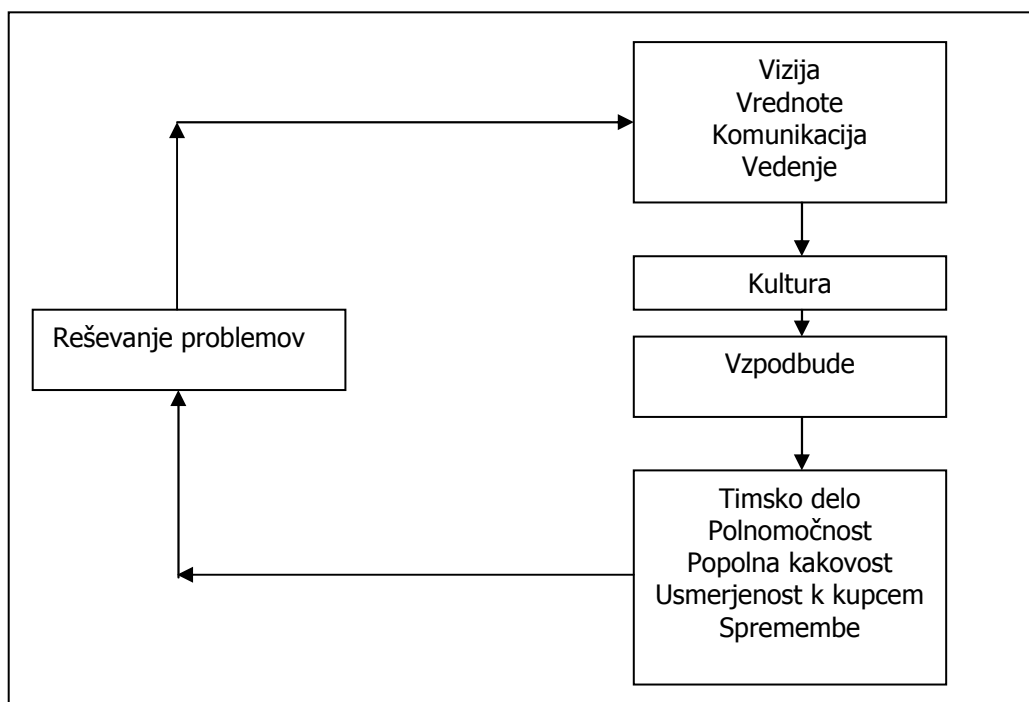 Vizija
Vrednote
Komunikacija
Vedenje
Kultura
Reševanje problemov
Vzpodbude
Timsko delo
Polnomočnost
Popolna kakovost
Usmerjenost k kupcem
Spremembe